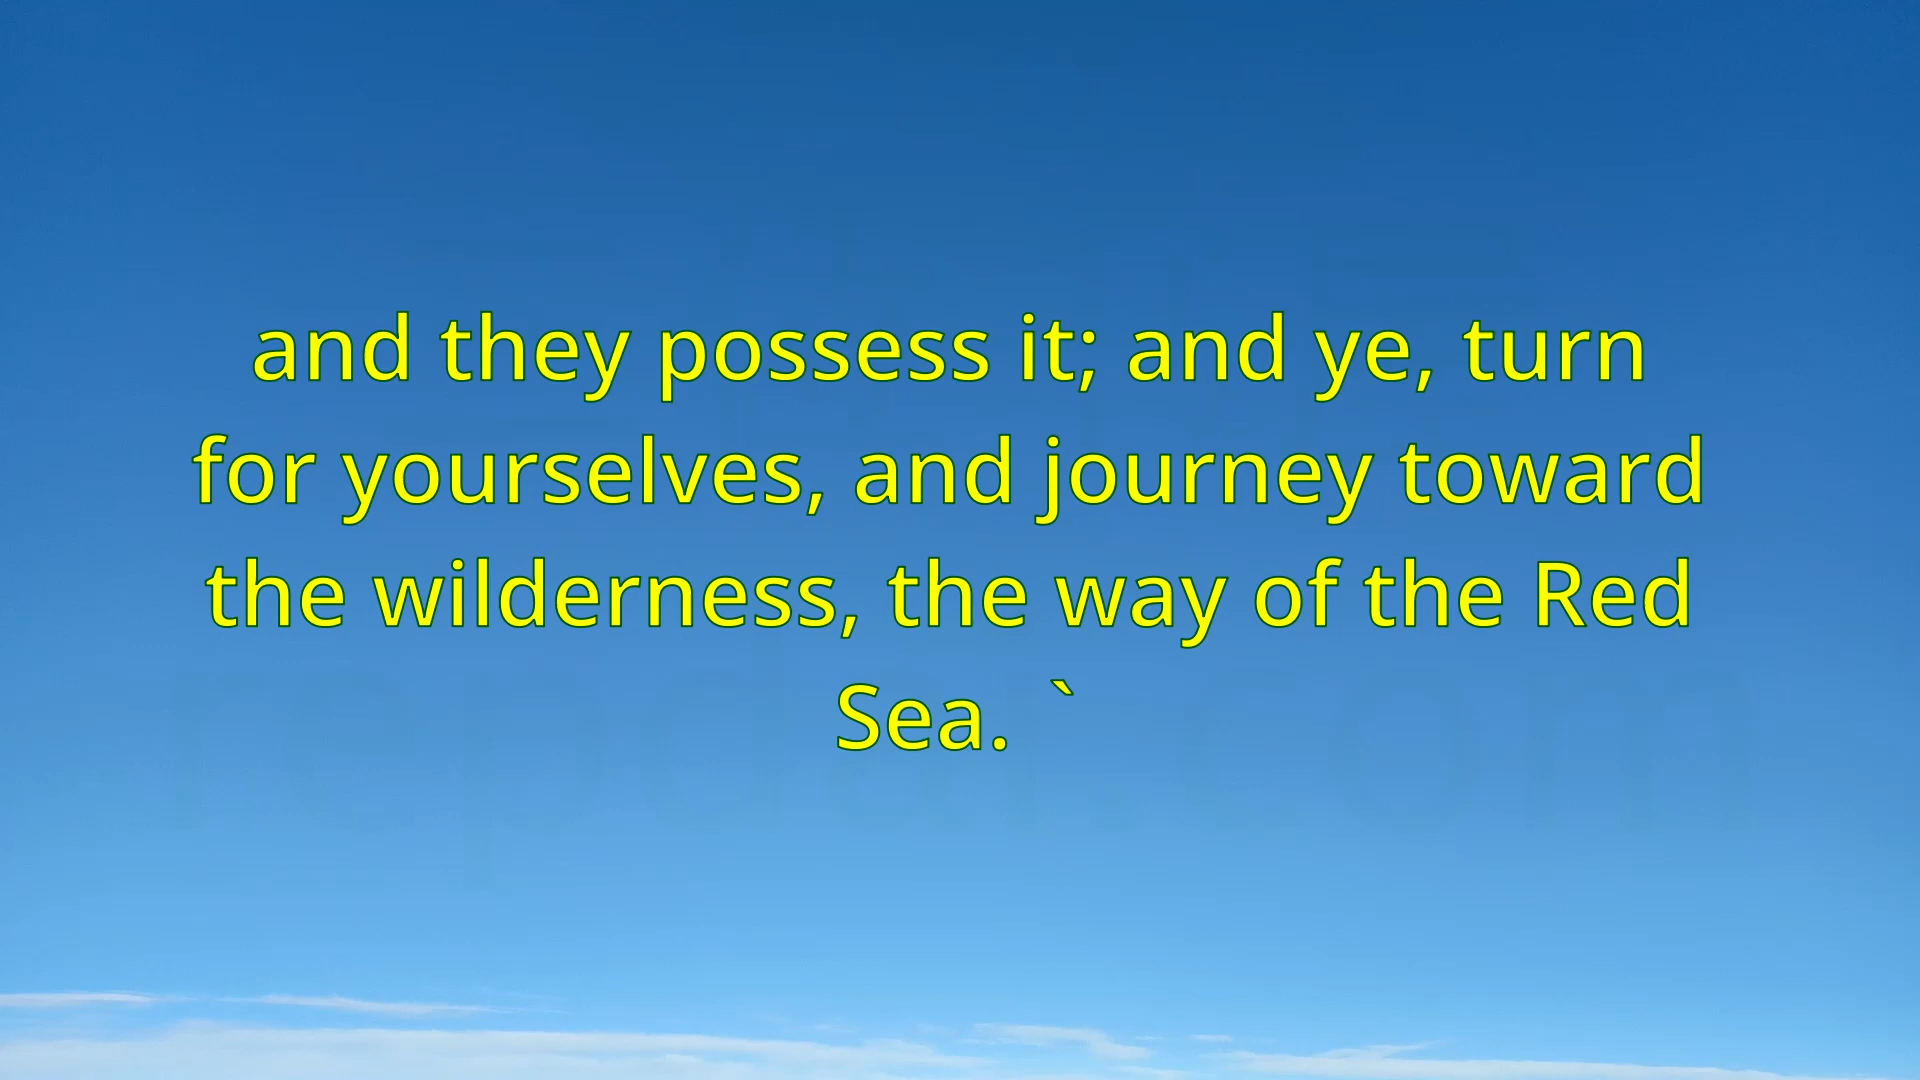 and they possess it; and ye, turn
for yourselves, and journey toward
the wilderness, the way of the Red
Sea. `